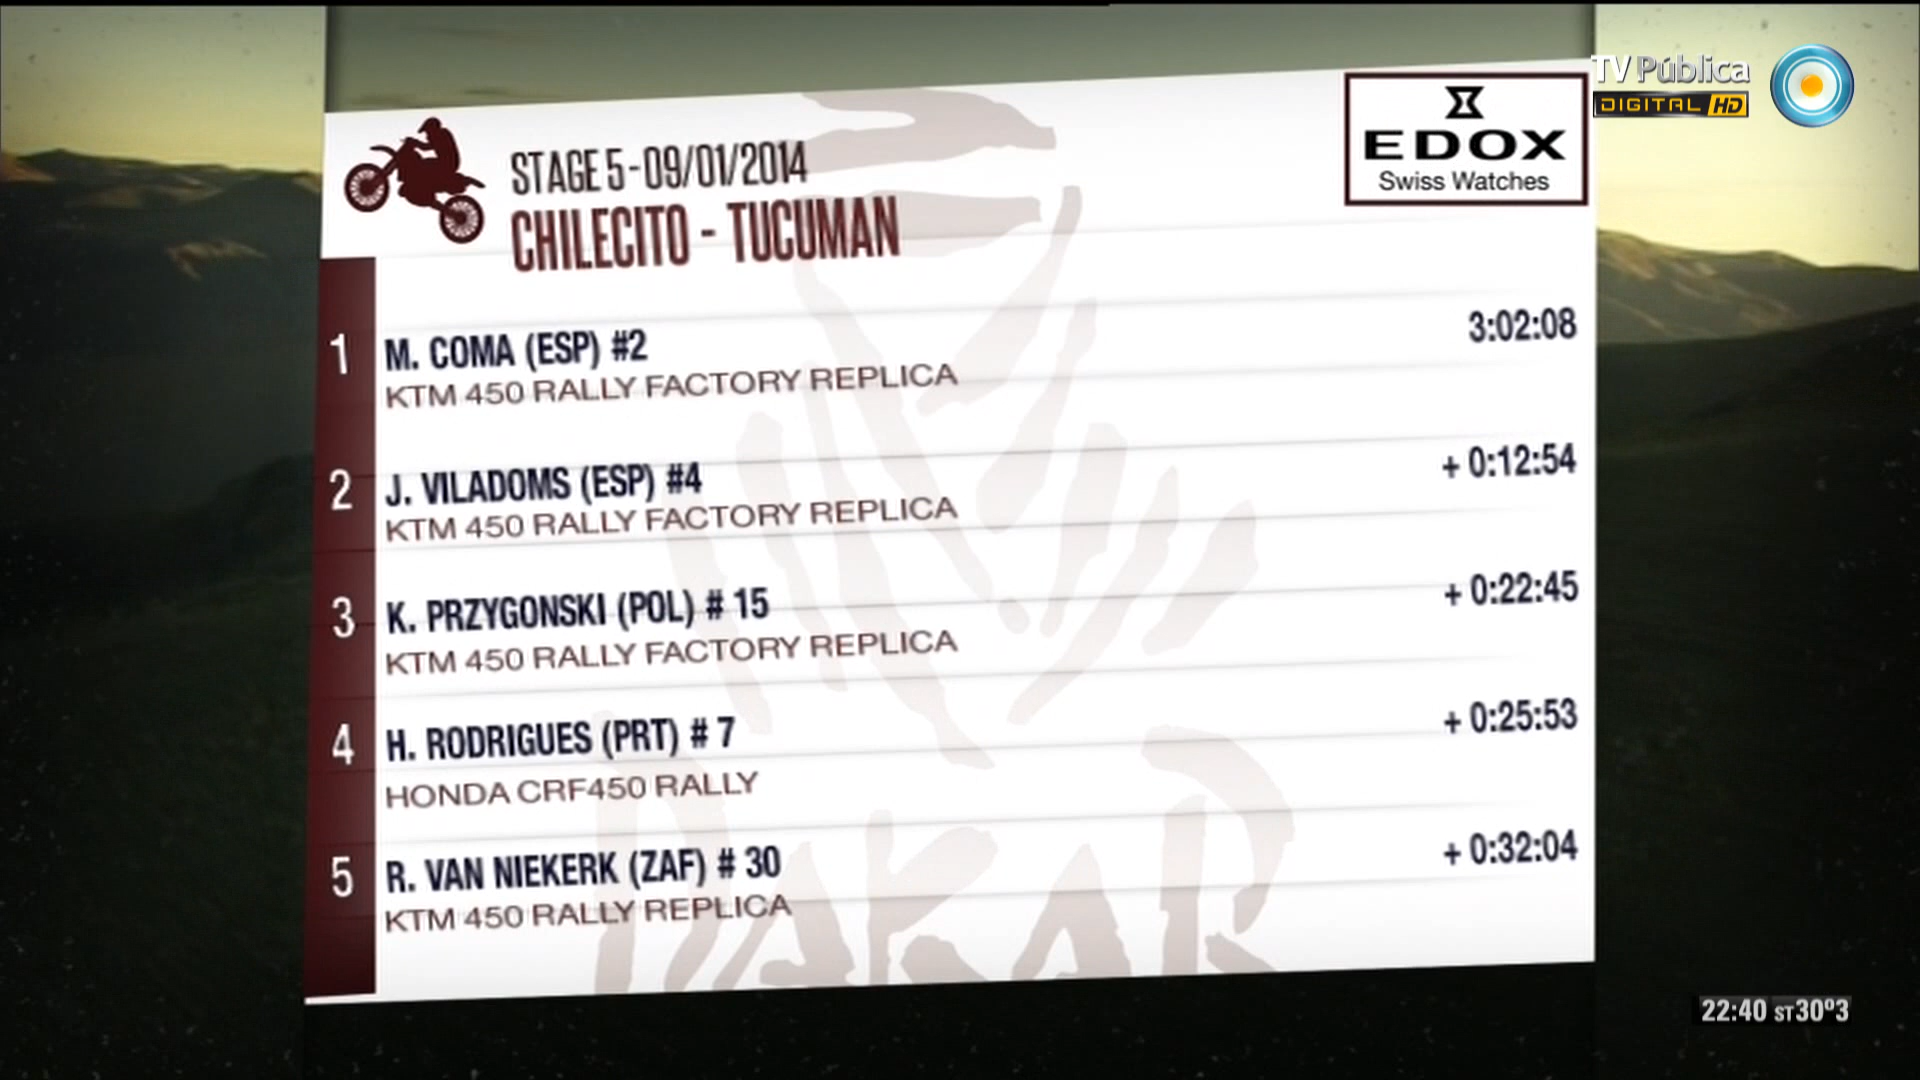 TV Pública
DIGITAL HD
EDOX
Swiss Watches
STAGE 5 - 09/01/2014
CHILECITO - TUCUMAN
1 M. COMA (ESP) #2 3:02:08
KTM 450 RALLY FACTORY REPLICA
2 J. VILADOMS (ESP) #4 + 0:12:54
KTM 450 RALLY FACTORY REPLICA
3 K. PRZYGONSKI (POL) # 15 + 0:22:45
KTM 450 RALLY FACTORY REPLICA
4 H. RODRIGUES (PRT) # 7 + 0:25:53
HONDA CRF450 RALLY
5 R. VAN NIEKERK (ZAF) # 30 + 0:32:04
KTM 450 RALLY REPLICA
DAKAR
22:40 ST30º3